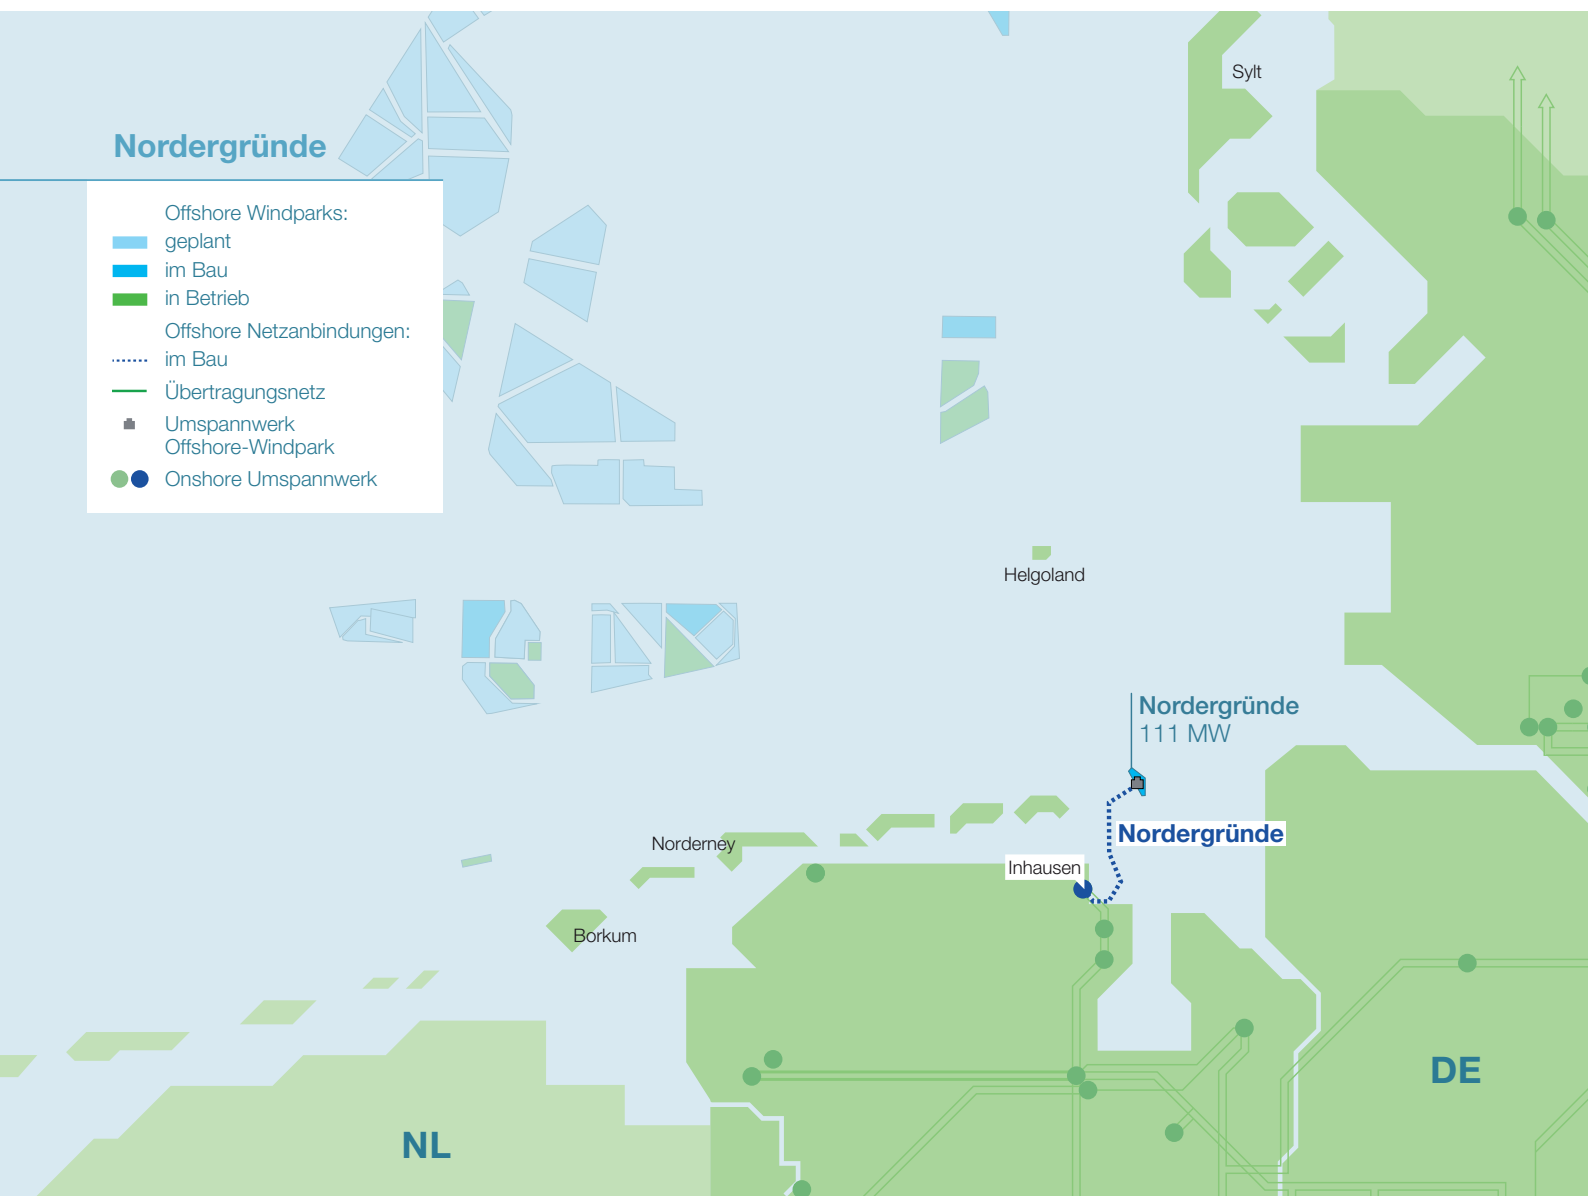 Sylt
Nordergründe
Offshore Windparks:
geplant
im Bau
in Betrieb
Offshore Netzanbindungen:
im Bau
Übertragungsnetz
Umspannwerk
Offshore-Windpark
Onshore Umspannwerk
Helgoland
Nordergründe
111 MW
Nordergründe
Norderney
Inhausen
Borkum
DE
NL